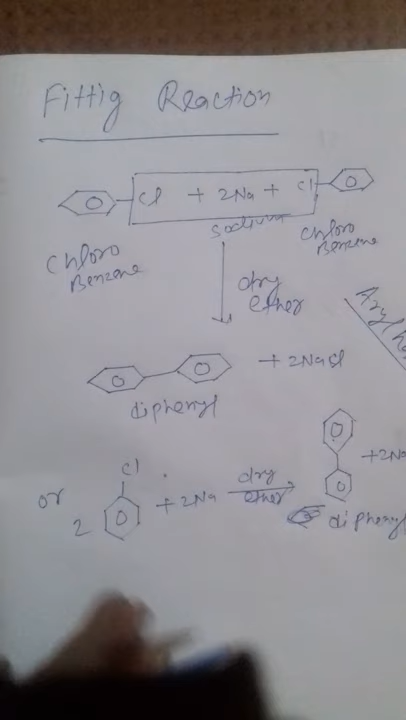 Fittig Reaction
Cl + 2Na + Cl
Sodium
Chloro
Benzene
Chloro
Benzene
dry
ether
+ 2NaCl
diphenyl
or
2
Cl
+ 2Na
dry
ether
+2Na
diphenyl